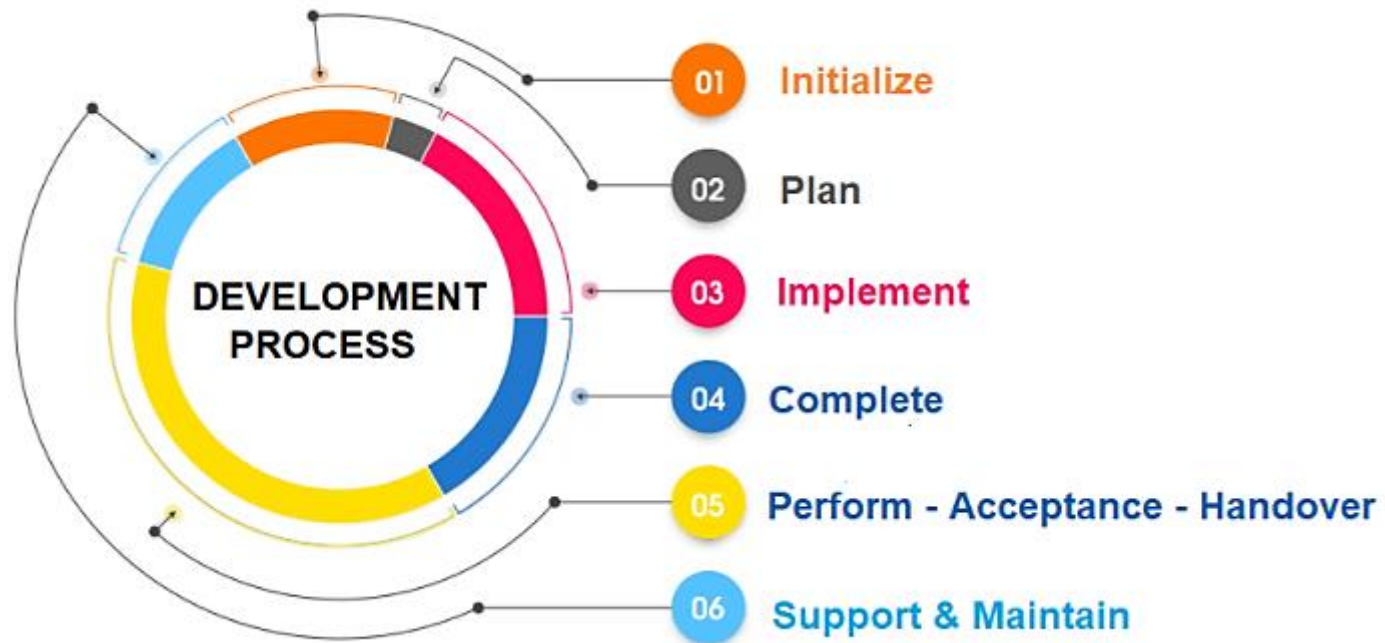 DEVELOPMENT
PROCESS
01 Initialize
02 Plan
03 Implement
04 Complete
05 Perform - Acceptance - Handover
06 Support & Maintain